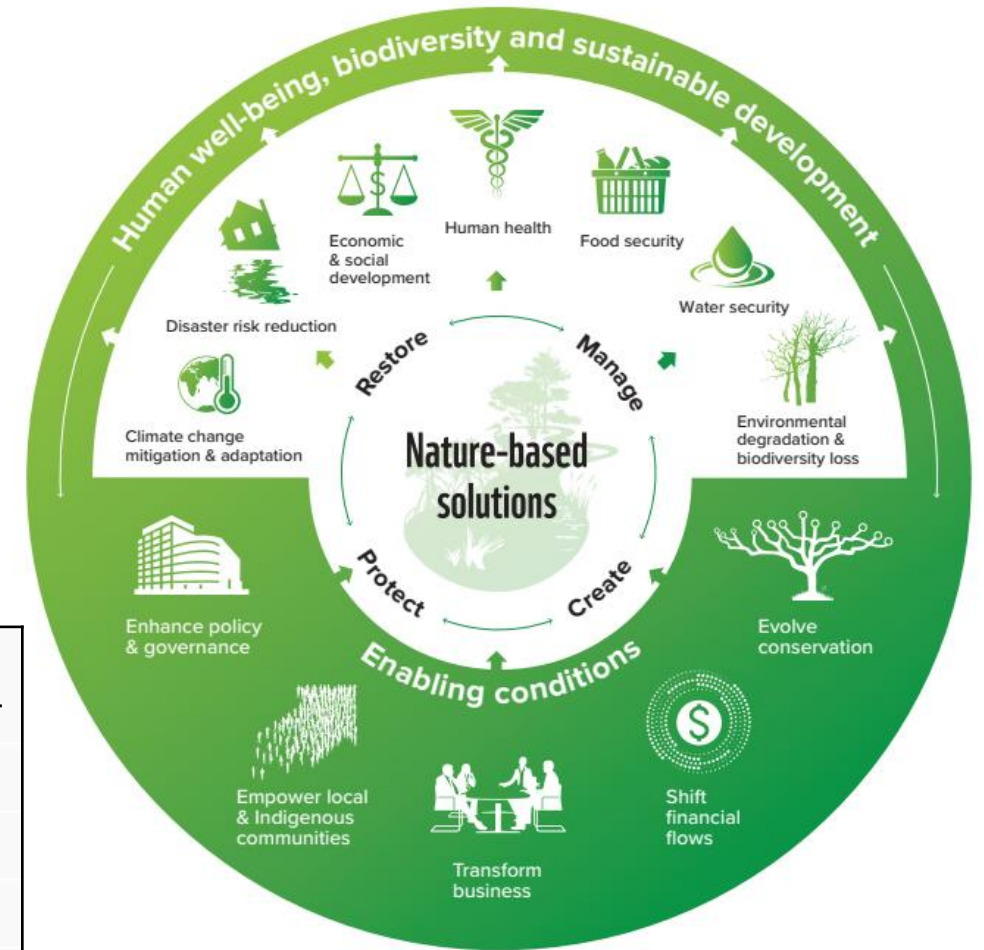 Human well-being, biodiversity and sustainable development
Human health
Economic
& social
development
Food security
Disaster risk reduction
Water security
Climate change
mitigation & adaptation
Environmental
degradation &
biodiversity loss
Restore
Manage
Nature-based
solutions
Protect
Create
Enabling conditions
Enhance policy
& governance
Evolve
conservation
Empower local
& Indigenous
communities
$
Shift
financial
flows
Transform
business